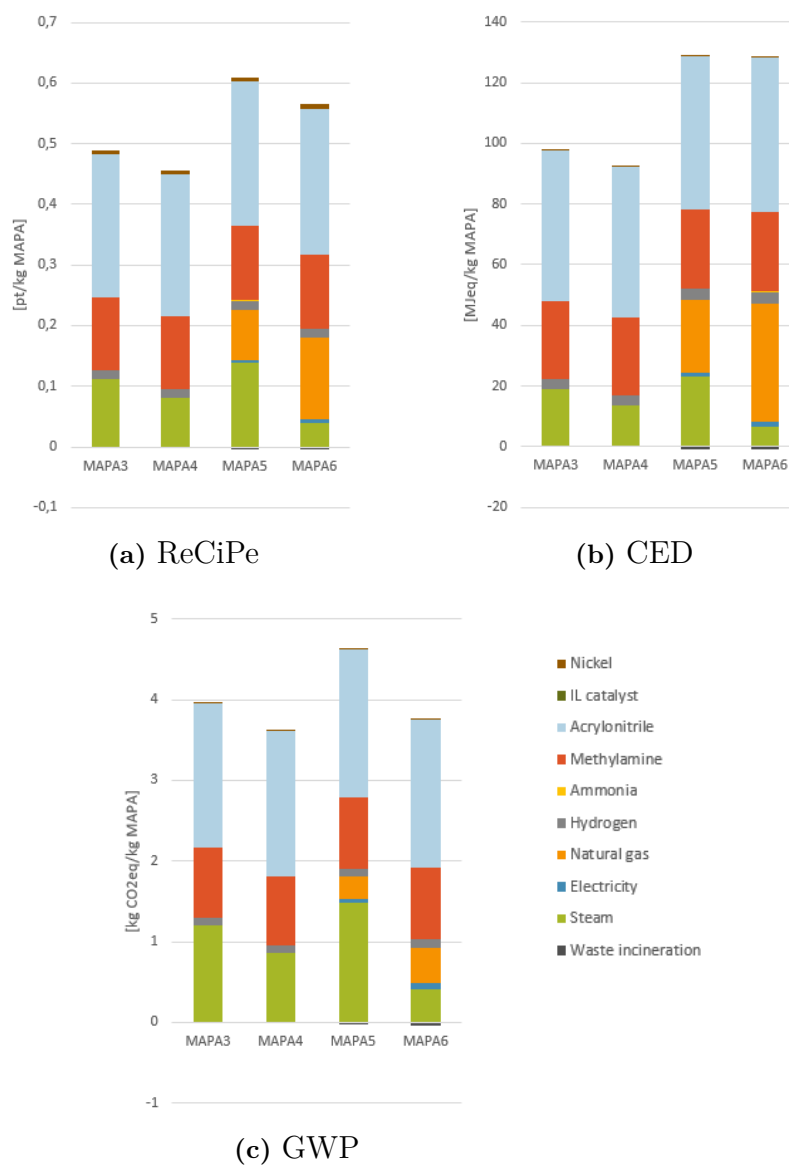 0,7
0,6
0,5
0,4
0,3
0,2
0,1
0
-0,1
[pt/kg MAPA]
MAPA3 MAPA4 MAPA5 MAPA6
(a) ReCiPe
140
120
100
80
60
40
20
0
-20
[MJeq/kg MAPA]
MAPA3 MAPA4 MAPA5 MAPA6
(b) CED
5
4
3
2
1
0
-1
[kg CO2eq/kg MAPA]
MAPA3 MAPA4 MAPA5 MAPA6
Nickel
IL catalyst
Acrylonitrile
Methylamine
Ammonia
Hydrogen
Natural gas
Electricity
Steam
Waste incineration
(c) GWP